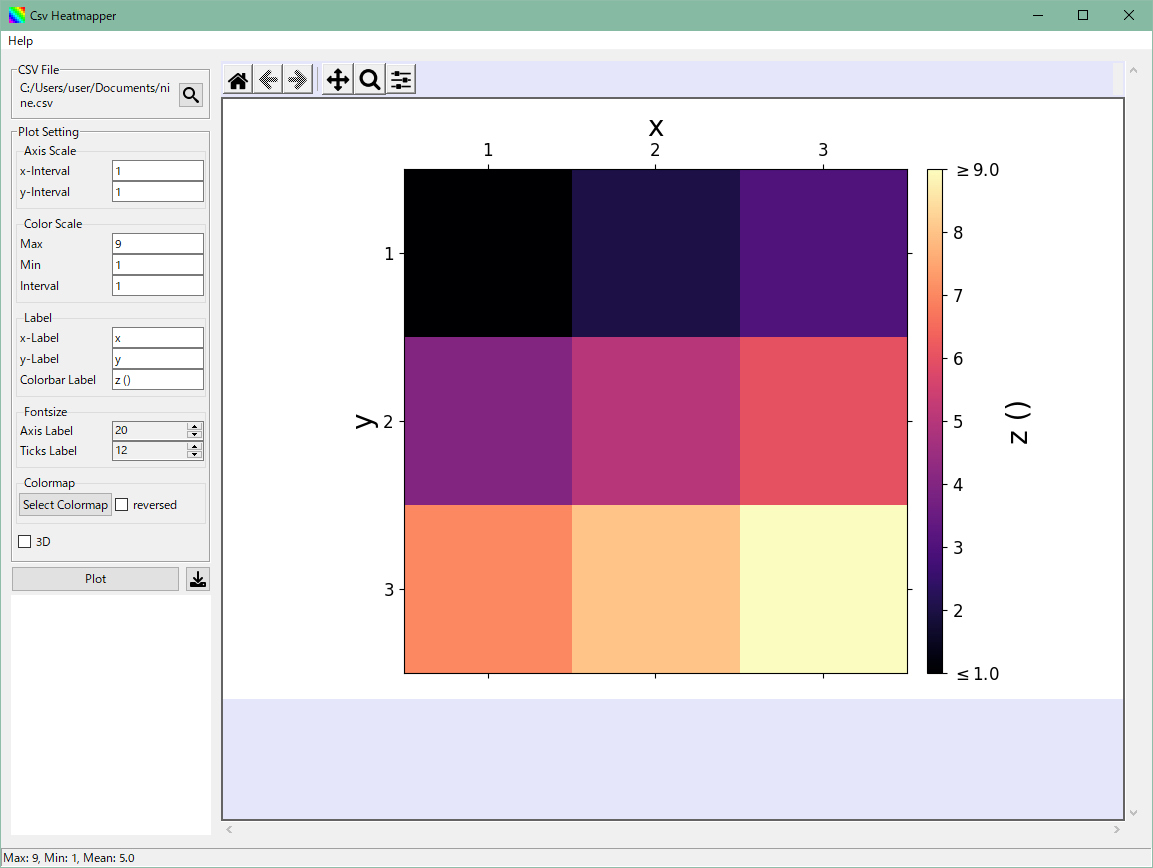 Csv Heatmapper
Help
CSV File
C:/Users/user/Documents/ni
ne.csv
Plot Setting
Axis Scale
x-Interval 1
y-Interval 1
Color Scale
Max 9
Min 1
Interval 1
Label
x-Label x
y-Label y
Colorbar Label z ()
Fontsize
Axis Label 20
Ticks Label 12
Colormap
Select Colormap reversed
3D
Plot
x
1 2 3
y
1
2
3
≥9.0
8
7
6
5
4
3
2
≤1.0
z ()
Max: 9, Min: 1, Mean: 5.0